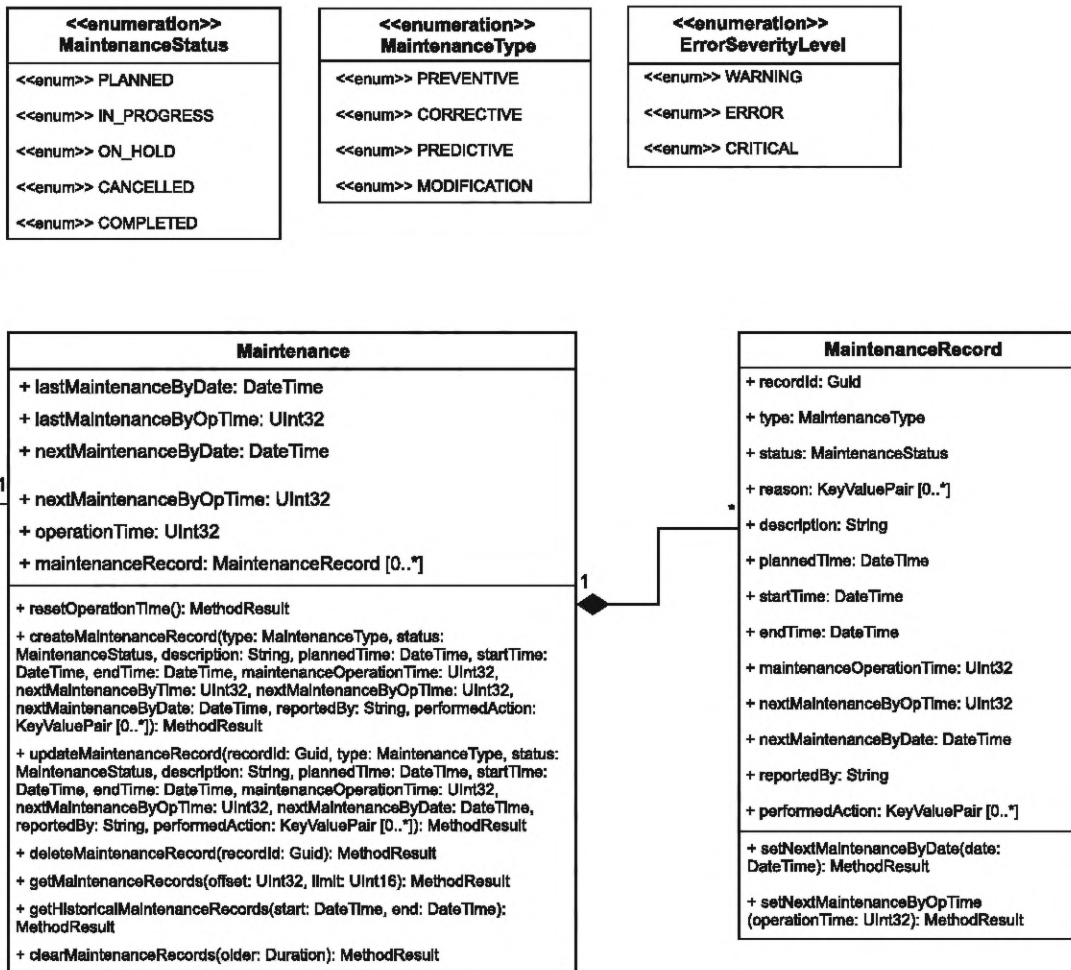 <<enumeration>>
MaintenanceStatus
<<enum>> PLANNED
<<enum>> IN_PROGRESS
<<enum>> ON_HOLD
<<enum>> CANCELLED
<<enum>> COMPLETED
<<enumeration>>
MaintenanceType
<<enum>> PREVENTIVE
<<enum>> CORRECTIVE
<<enum>> PREDICTIVE
<<enum>> MODIFICATION
<<enumeration>>
ErrorSeverityLevel
<<enum>> WARNING
<<enum>> ERROR
<<enum>> CRITICAL
1
Maintenance
+ lastMaintenanceByDate: DateTime
+ lastMaintenanceByOpTime: UInt32
+ nextMaintenanceByDate: DateTime
+ nextMaintenanceByOpTime: UInt32
+ operationTime: UInt32
+ maintenanceRecord: MaintenanceRecord [0..*]
+ resetOperationTime(): MethodResult
+ createMaintenanceRecord(type: MaintenanceType, status:
MaintenanceStatus, description: String, plannedTime: DateTime, startTime:
DateTime, endTime: DateTime, maintenanceOperationTime: UInt32,
nextMaintenanceByTime: UInt32, nextMaintenanceByOpTime: UInt32,
nextMaintenanceByDate: DateTime, reportedBy: String, performedAction:
KeyValuePair [0..*]): MethodResult
+ updateMaintenanceRecord(recordId: Guid, type: MaintenanceType, status:
MaintenanceStatus, description: String, plannedTime: DateTime, startTime:
DateTime, endTime: DateTime, maintenanceOperationTime: UInt32,
nextMaintenanceByOpTime: UInt32, nextMaintenanceByDate: DateTime,
reportedBy: String, performedAction: KeyValuePair [0..*]): MethodResult
+ deleteMaintenanceRecord(recordId: Guid): MethodResult
+ getMaintenanceRecords(offset: UInt32, limit: UInt16): MethodResult
+ getHistoricalMaintenanceRecords(start: DateTime, end: DateTime):
MethodResult
+ clearMaintenanceRecords(older: Duration): MethodResult
1
*
MaintenanceRecord
+ recordId: Guid
+ type: MaintenanceType
+ status: MaintenanceStatus
+ reason: KeyValuePair [0..*]
+ description: String
+ plannedTime: DateTime
+ startTime: DateTime
+ endTime: DateTime
+ maintenanceOperationTime: UInt32
+ nextMaintenanceByOpTime: UInt32
+ nextMaintenanceByDate: DateTime
+ reportedBy: String
+ performedAction: KeyValuePair [0..*]
+ setNextMaintenanceByDate(date:
DateTime): MethodResult
+ setNextMaintenanceByOpTime
(operationTime: UInt32): MethodResult